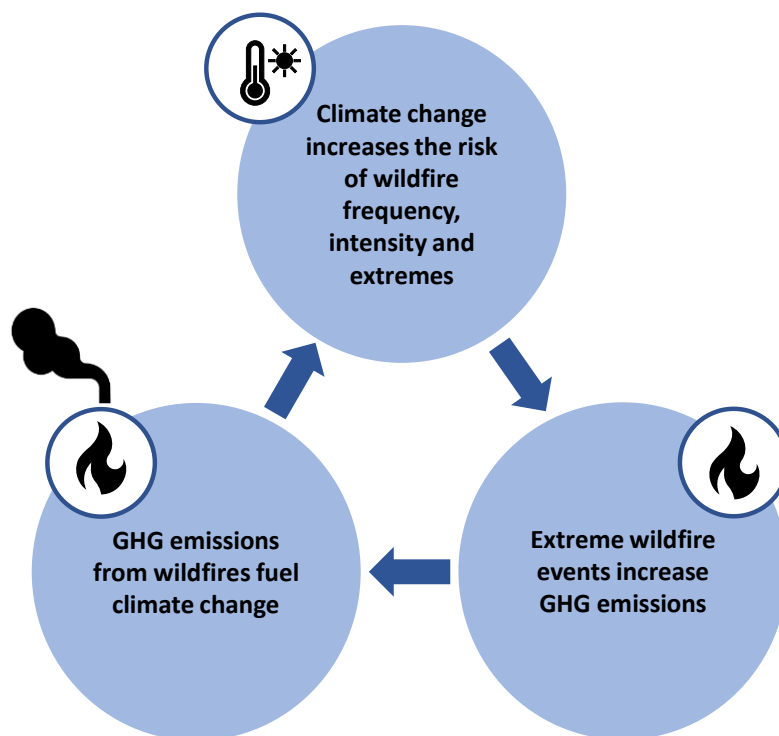 Climate change
increases the risk
of wildfire
frequency,
intensity and
extremes
GHG emissions
from wildfires fuel
climate change
Extreme wildfire
events increase
GHG emissions